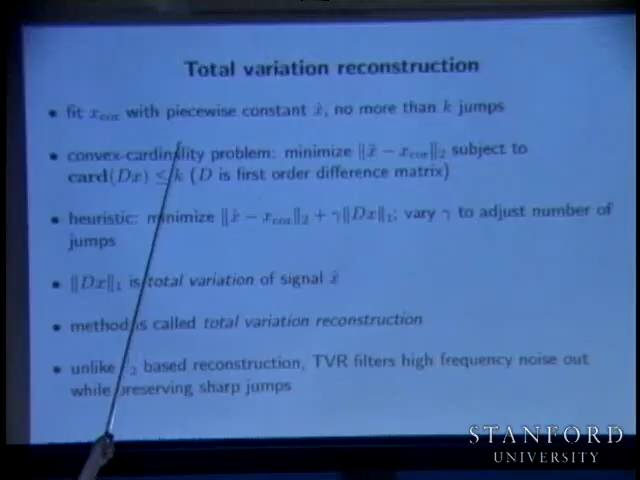 Total variation reconstruction
• fit x_cor with piecewise constant x̂, no more than k jumps
• convex-cardinality problem: minimize ‖x̂ − x_cor‖₂ subject to
card(Dx) ≤ k (D is first order difference matrix)
• heuristic: minimize ‖x̂ − x_cor‖₂ + γ‖Dx‖₁; vary γ to adjust number of
jumps
• ‖Dx‖₁ is total variation of signal x̂
• method is called total variation reconstruction
• unlike ℓ₂ based reconstruction, TVR filters high frequency noise out
while preserving sharp jumps
STANFORD
UNIVERSITY